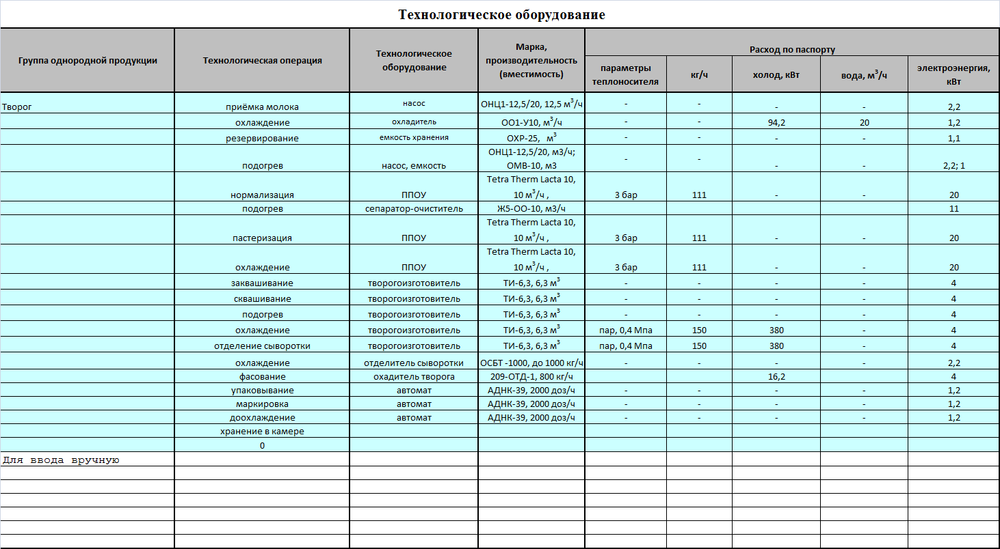 Технологическое оборудование
Группа однородной продукции | Технологическая операция | Технологическое оборудование | Марка, производительность (вместимость) | Расход по паспорту
параметры теплоносителя | кг/ч | холод, кВт | вода, м³/ч | электроэнергия, кВт
Творог | приёмка молока | насос | ОНЦ1-12,5/20, 12,5 м³/ч | - | - | - | - | 2,2
охлаждение | охладитель | ОО1-У10, м³/ч | - | - | 94,2 | 20 | 1,2
резервирование | емкость хранения | ОХР-25, м³ | - | - | - | - | 1,1
подогрев | насос, емкость | ОНЦ1-12,5/20, м3/ч; ОМВ-10, м3 | - | - | - | - | 2,2; 1
нормализация | ППОУ | Tetra Therm Lacta 10, 10 м³/ч , | 3 бар | 111 | - | - | 20
подогрев | сепаратор-очиститель | Ж5-ОО-10, м3/ч | 11
пастеризация | ППОУ | Tetra Therm Lacta 10, 10 м³/ч , | 3 бар | 111 | - | - | 20
охлаждение | ППОУ | Tetra Therm Lacta 10, 10 м³/ч , | 3 бар | 111 | - | - | 20
заквашивание | творогоизготовитель | ТИ-6,3, 6,3 м³ | - | - | - | - | 4
сквашивание | творогоизготовитель | ТИ-6,3, 6,3 м³ | - | - | - | - | 4
подогрев | творогоизготовитель | ТИ-6,3, 6,3 м³ | - | - | - | - | 4
охлаждение | творогоизготовитель | ТИ-6,3, 6,3 м³ | пар, 0,4 Мпа | 150 | 380 | - | 4
отделение сыворотки | творогоизготовитель | ТИ-6,3, 6,3 м³ | пар, 0,4 Мпа | 150 | 380 | - | 4
охлаждение | отделитель сыворотки | ОСБТ -1000, до 1000 кг/ч | - | - | - | - | 2,2
фасование | охадитель творога | 209-ОТД-1, 800 кг/ч | 16,2 | 4
упаковывание | автомат | АДНК-39, 2000 доз/ч | - | - | - | - | 1,2
маркировка | автомат | АДНК-39, 2000 доз/ч | - | - | - | - | 1,2
доохлаждение | автомат | АДНК-39, 2000 доз/ч | - | - | - | - | 1,2
хранение в камере
0
Для ввода вручную